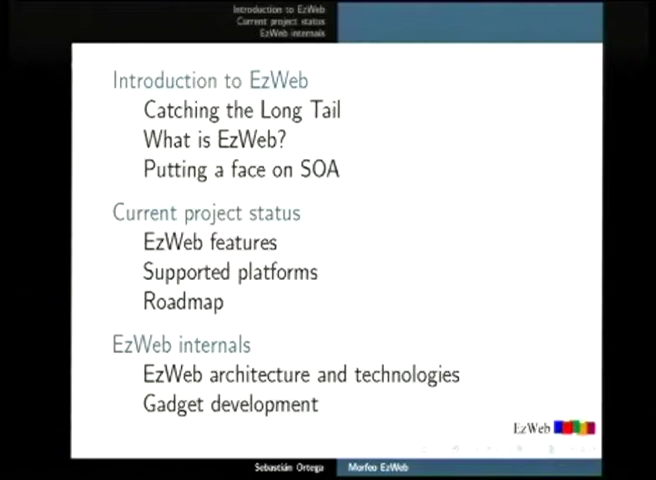 Introduction to EzWeb
Current project status
EzWeb internals
Introduction to EzWeb
Catching the Long Tail
What is EzWeb?
Putting a face on SOA
Current project status
EzWeb features
Supported platforms
Roadmap
EzWeb internals
EzWeb architecture and technologies
Gadget development
EzWeb
Sebastián Ortega
Morfeo EzWeb